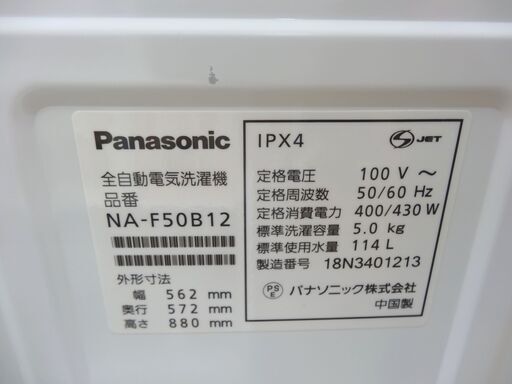 Panasonic
全自動電気洗濯機
品番
NA-F50B12
外形寸法
幅 562 mm
奥行 572 mm
高さ 880 mm
IPX4
S JET
定格電圧 100 V ～
定格周波数 50/60 Hz
定格消費電力 400/430 W
標準洗濯容量 5.0 kg
標準使用水量 114 L
製造番号 18N3401213
PS E パナソニック株式会社
中国製